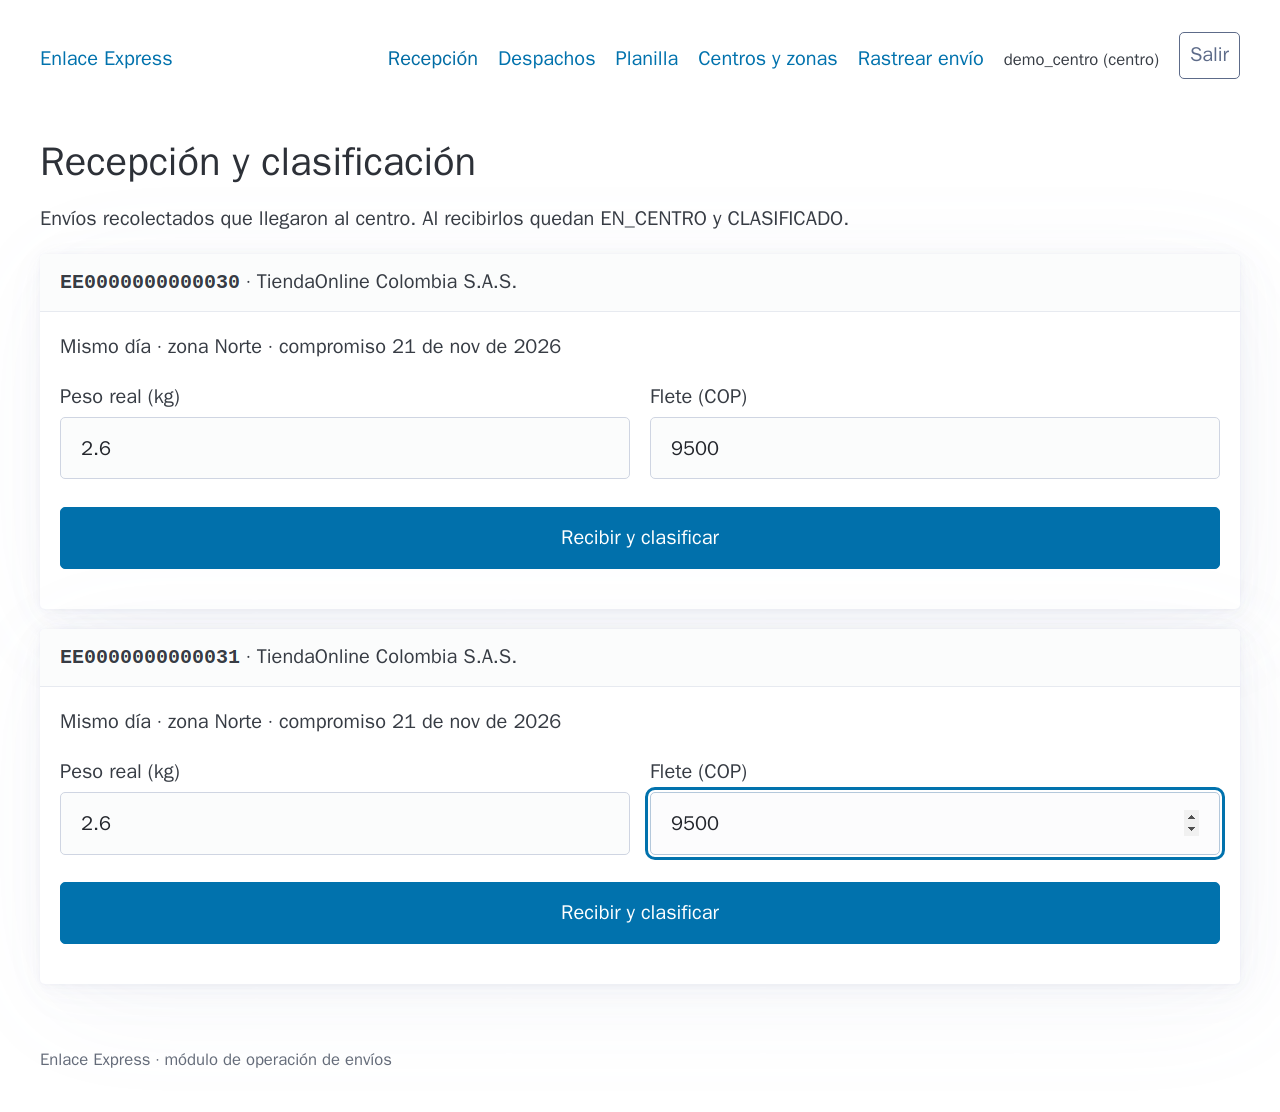 Enlace Express Recepción Despachos Planilla Centros y zonas Rastrear envío demo_centro (centro) Salir
Recepción y clasificación
Envíos recolectados que llegaron al centro. Al recibirlos quedan EN_CENTRO y CLASIFICADO.
EE0000000000030 · TiendaOnline Colombia S.A.S.
Mismo día · zona Norte · compromiso 21 de nov de 2026
Peso real (kg) Flete (COP)
2.6 9500
Recibir y clasificar
EE0000000000031 · TiendaOnline Colombia S.A.S.
Mismo día · zona Norte · compromiso 21 de nov de 2026
Peso real (kg) Flete (COP)
2.6 9500
Recibir y clasificar
Enlace Express · módulo de operación de envíos